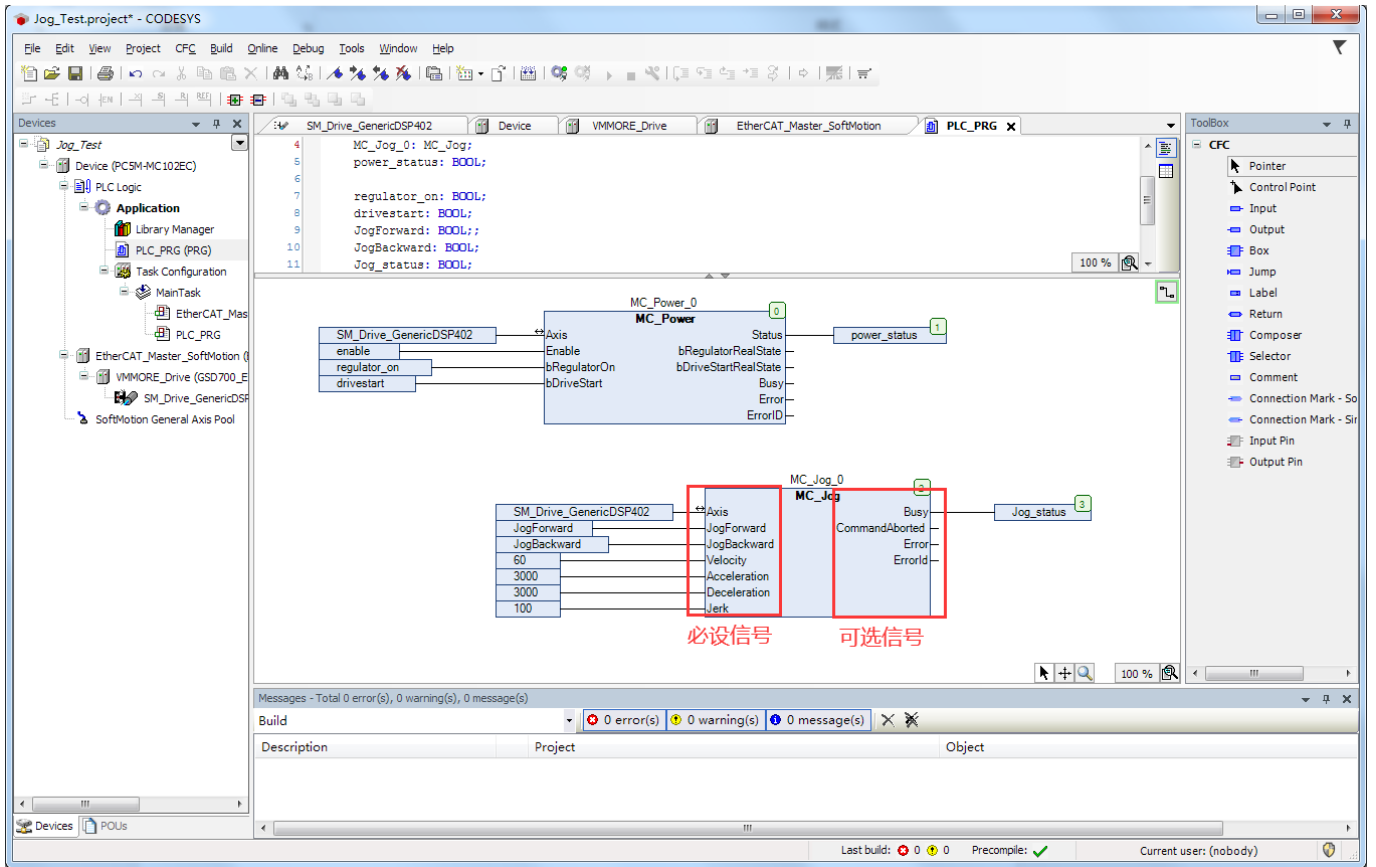 Jog_Test.project* - CODESYS
File Edit View Project CFC Build Online Debug Tools Window Help
Devices
Jog_Test
Device (PC5M-MC102EC)
PLC Logic
Application
Library Manager
PLC_PRG (PRG)
Task Configuration
MainTask
EtherCAT_Mas
PLC_PRG
EtherCAT_Master_SoftMotion (
VMMORE_Drive (GSD700_E
SM_Drive_GenericDSP
SoftMotion General Axis Pool
Devices POUs
SM_Drive_GenericDSP402 Device VMMORE_Drive EtherCAT_Master_SoftMotion PLC_PRG
4 MC_Jog_0: MC_Jog;
5 power_status: BOOL;
6
7 regulator_on: BOOL;
8 drivestart: BOOL;
9 JogForward: BOOL;;
10 JogBackward: BOOL;
11 Jog_status: BOOL;
100 %
MC_Power_0
0
MC_Power
SM_Drive_GenericDSP402 Axis Status power_status 1
enable Enable bRegulatorRealState
regulator_on bRegulatorOn bDriveStartRealState
drivestart bDriveStart Busy
Error
ErrorID
MC_Jog_0
2
MC_Jog
SM_Drive_GenericDSP402 Axis Busy Jog_status 3
JogForward JogForward CommandAborted
JogBackward JogBackward Error
60 Velocity ErrorId
3000 Acceleration
3000 Deceleration
100 Jerk
必设信号 可选信号
100 %
ToolBox
CFC
Pointer
Control Point
Input
Output
Box
Jump
Label
Return
Composer
Selector
Comment
Connection Mark - So
Connection Mark - Sin
Input Pin
Output Pin
Messages - Total 0 error(s), 0 warning(s), 0 message(s)
Build 0 error(s) 0 warning(s) 0 message(s)
Description Project Object
Last build: 0 0 Precompile: Current user: (nobody)